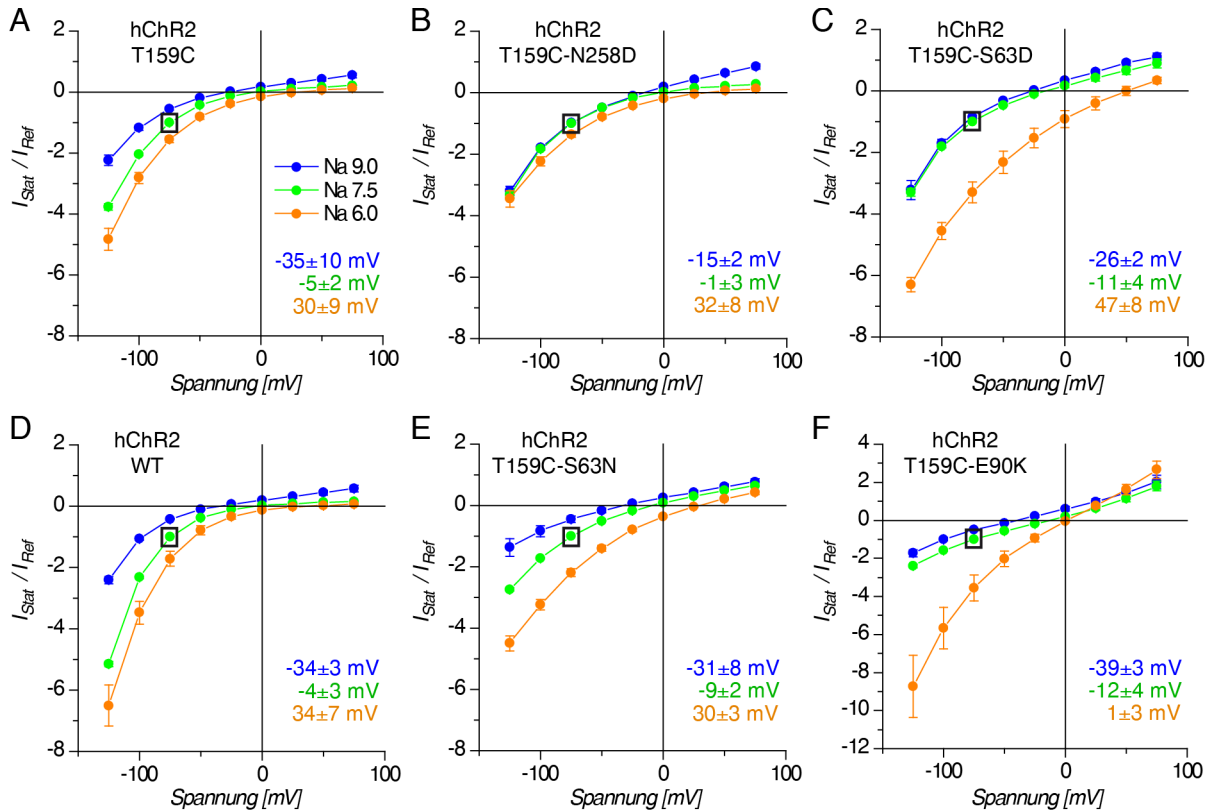 A
hChR2
T159C
2
0
-2
-4
-6
-8
I_Stat / I_Ref
Na 9.0
Na 7.5
Na 6.0
-35±10 mV
-5±2 mV
30±9 mV
-100
0
100
Spannung [mV]
B
hChR2
T159C-N258D
2
0
-2
-4
-6
-8
I_Stat / I_Ref
-15±2 mV
-1±3 mV
32±8 mV
-100
0
100
Spannung [mV]
C
hChR2
T159C-S63D
2
0
-2
-4
-6
-8
I_Stat / I_Ref
-26±2 mV
-11±4 mV
47±8 mV
-100
0
100
Spannung [mV]
D
hChR2
WT
2
0
-2
-4
-6
-8
I_Stat / I_Ref
-34±3 mV
-4±3 mV
34±7 mV
-100
0
100
Spannung [mV]
E
hChR2
T159C-S63N
2
0
-2
-4
-6
-8
I_Stat / I_Ref
-31±8 mV
-9±2 mV
30±3 mV
-100
0
100
Spannung [mV]
F
hChR2
T159C-E90K
4
2
0
-2
-4
-6
-8
-10
-12
I_Stat / I_Ref
-39±3 mV
-12±4 mV
1±3 mV
-100
0
100
Spannung [mV]